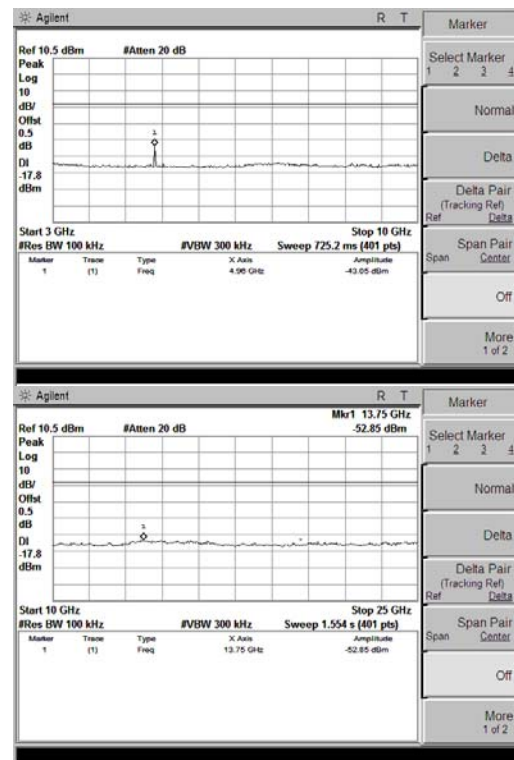 Agilent R T
Ref 10.5 dBm #Atten 20 dB
Peak
Log
10
dB/
Offst
0.5
dB
DI
-17.8
dBm
1
Start 3 GHz Stop 10 GHz
#Res BW 100 kHz #VBW 300 kHz Sweep 725.2 ms (401 pts)
Marker Trace Type X Axis Amplitude
1 (1) Freq 4.96 GHz -43.05 dBm
Marker
Select Marker
1 2 3 4
Normal
Delta
Delta Pair
(Tracking Ref)
Ref Delta
Span Pair
Span Center
Off
More
1 of 2
Agilent R T
Mkr1 13.75 GHz
Ref 10.5 dBm #Atten 20 dB -52.85 dBm
Peak
Log
10
dB/
Offst
0.5
dB
DI
-17.8
dBm
1
Start 10 GHz Stop 25 GHz
#Res BW 100 kHz #VBW 300 kHz Sweep 1.554 s (401 pts)
Marker Trace Type X Axis Amplitude
1 (1) Freq 13.75 GHz -52.85 dBm
Marker
Select Marker
1 2 3 4
Normal
Delta
Delta Pair
(Tracking Ref)
Ref Delta
Span Pair
Span Center
Off
More
1 of 2